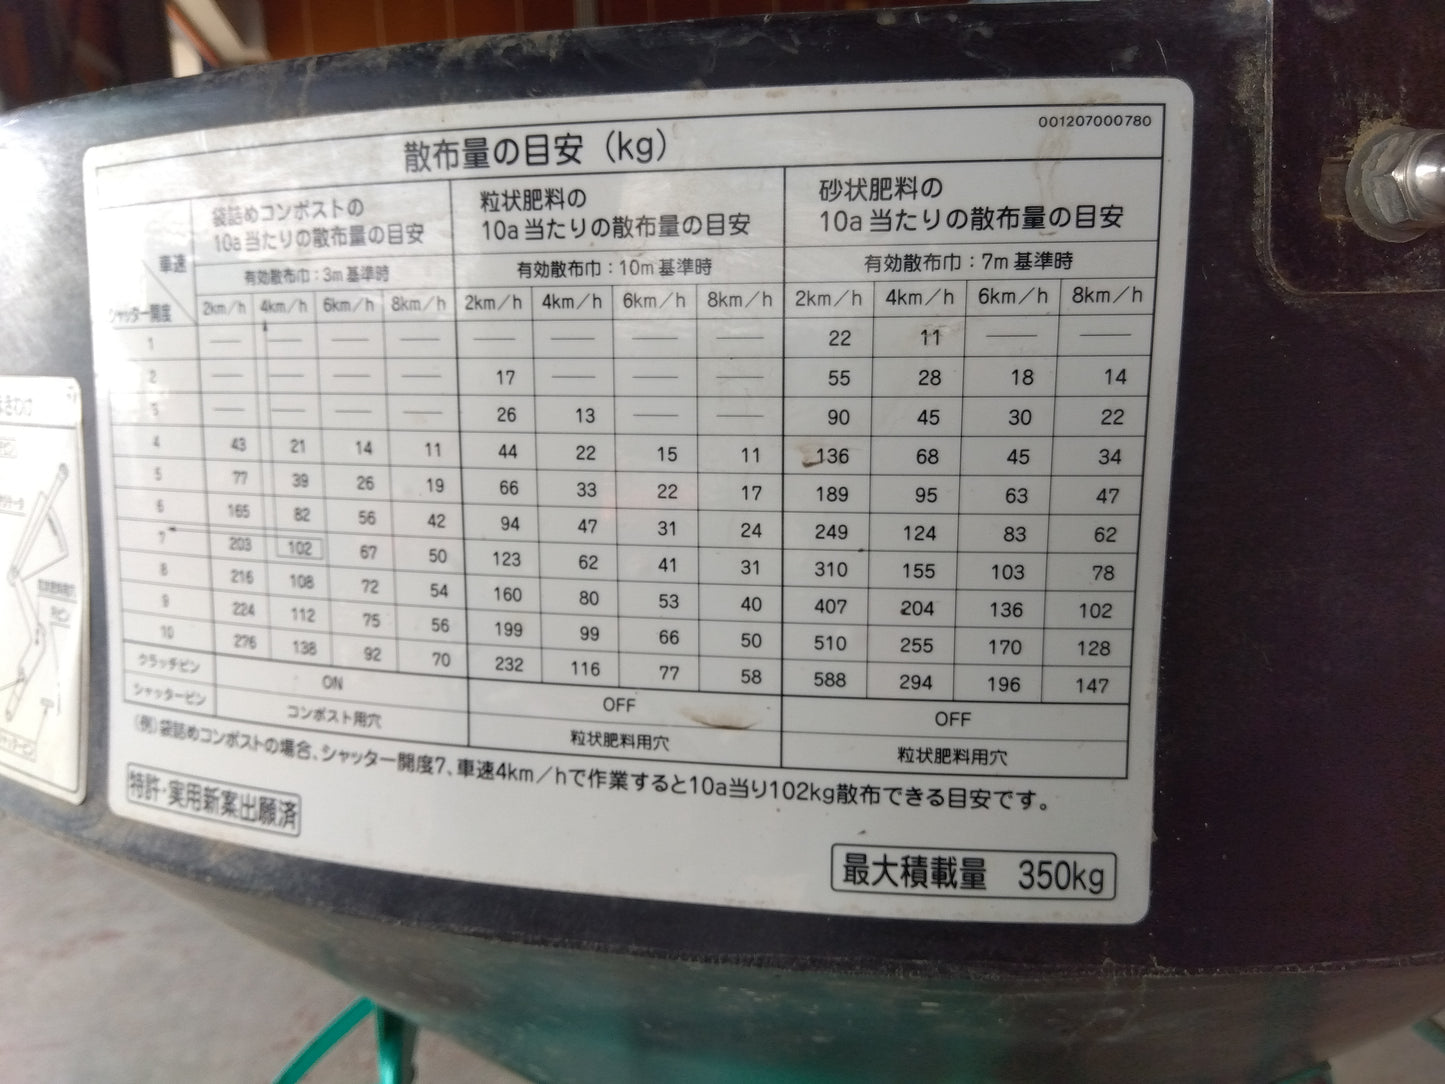 001207000780
散布量の目安（kg）
車速
シャッター開度
袋詰めコンポストの
10a当たりの散布量の目安
粒状肥料の
10a当たりの散布量の目安
砂状肥料の
10a当たりの散布量の目安
有効散布巾：3m基準時 有効散布巾：10m基準時 有効散布巾：7m基準時
2km/h 4km/h 6km/h 8km/h 2km/h 4km/h 6km/h 8km/h 2km/h 4km/h 6km/h 8km/h
1 — — — — — — — — 22 11 — —
2 — — — — 17 — — — 55 28 18 14
3 — — — — 26 13 — — 90 45 30 22
4 43 21 14 11 44 22 15 11 136 68 45 34
5 77 39 26 19 66 33 22 17 189 95 63 47
6 165 82 56 42 94 47 31 24 249 124 83 62
7 203 102 67 50 123 62 41 31 310 155 103 78
8 216 108 72 54 160 80 53 40 407 204 136 102
9 224 112 75 56 199 99 66 50 510 255 170 128
10 276 138 92 70 232 116 77 58 588 294 196 147
クラッチピン ON OFF OFF
シャッターピン コンポスト用穴 粒状肥料用穴 粒状肥料用穴
（例）袋詰めコンポストの場合、シャッター開度7、車速4km/hで作業すると10a当り102kg散布できる目安です。
特許・実用新案出願済
最大積載量 350kg